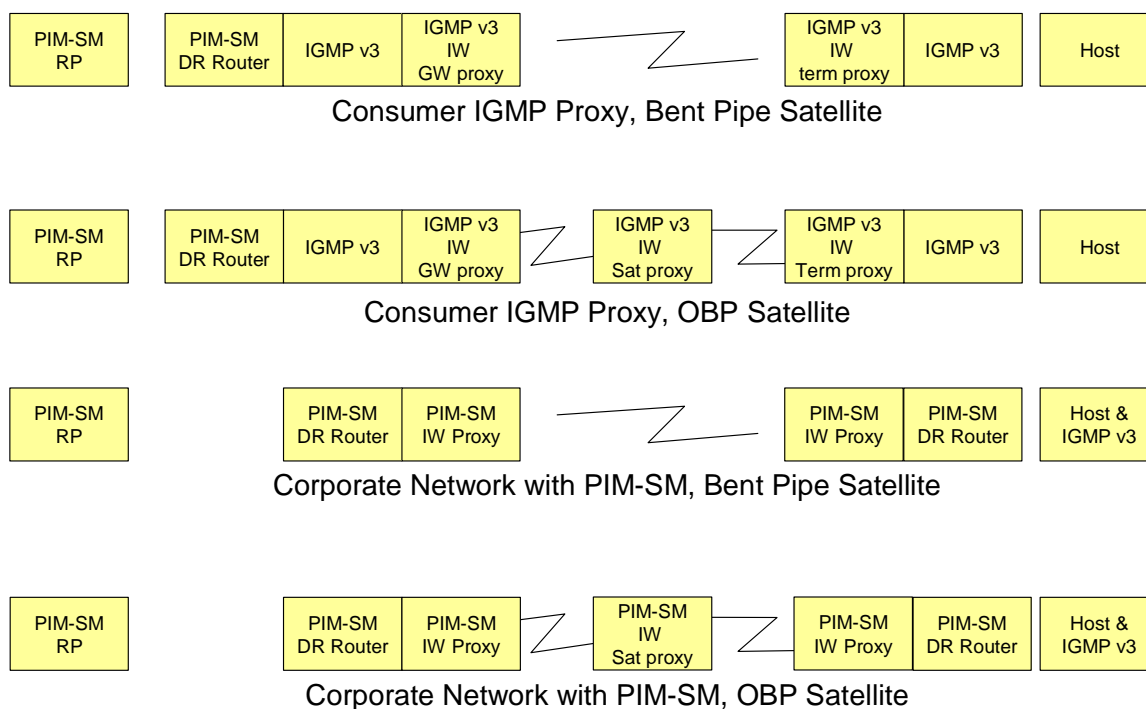 PIM-SM
RP
PIM-SM
DR Router
IGMP v3
IGMP v3
IW
GW proxy
IGMP v3
IW
term proxy
IGMP v3
Host
Consumer IGMP Proxy, Bent Pipe Satellite
PIM-SM
RP
PIM-SM
DR Router
IGMP v3
IGMP v3
IW
GW proxy
IGMP v3
IW
Sat proxy
IGMP v3
IW
Term proxy
IGMP v3
Host
Consumer IGMP Proxy, OBP Satellite
PIM-SM
RP
PIM-SM
DR Router
PIM-SM
IW Proxy
PIM-SM
IW Proxy
PIM-SM
DR Router
Host &
IGMP v3
Corporate Network with PIM-SM, Bent Pipe Satellite
PIM-SM
RP
PIM-SM
DR Router
PIM-SM
IW Proxy
PIM-SM
IW
Sat proxy
PIM-SM
IW Proxy
PIM-SM
DR Router
Host &
IGMP v3
Corporate Network with PIM-SM, OBP Satellite